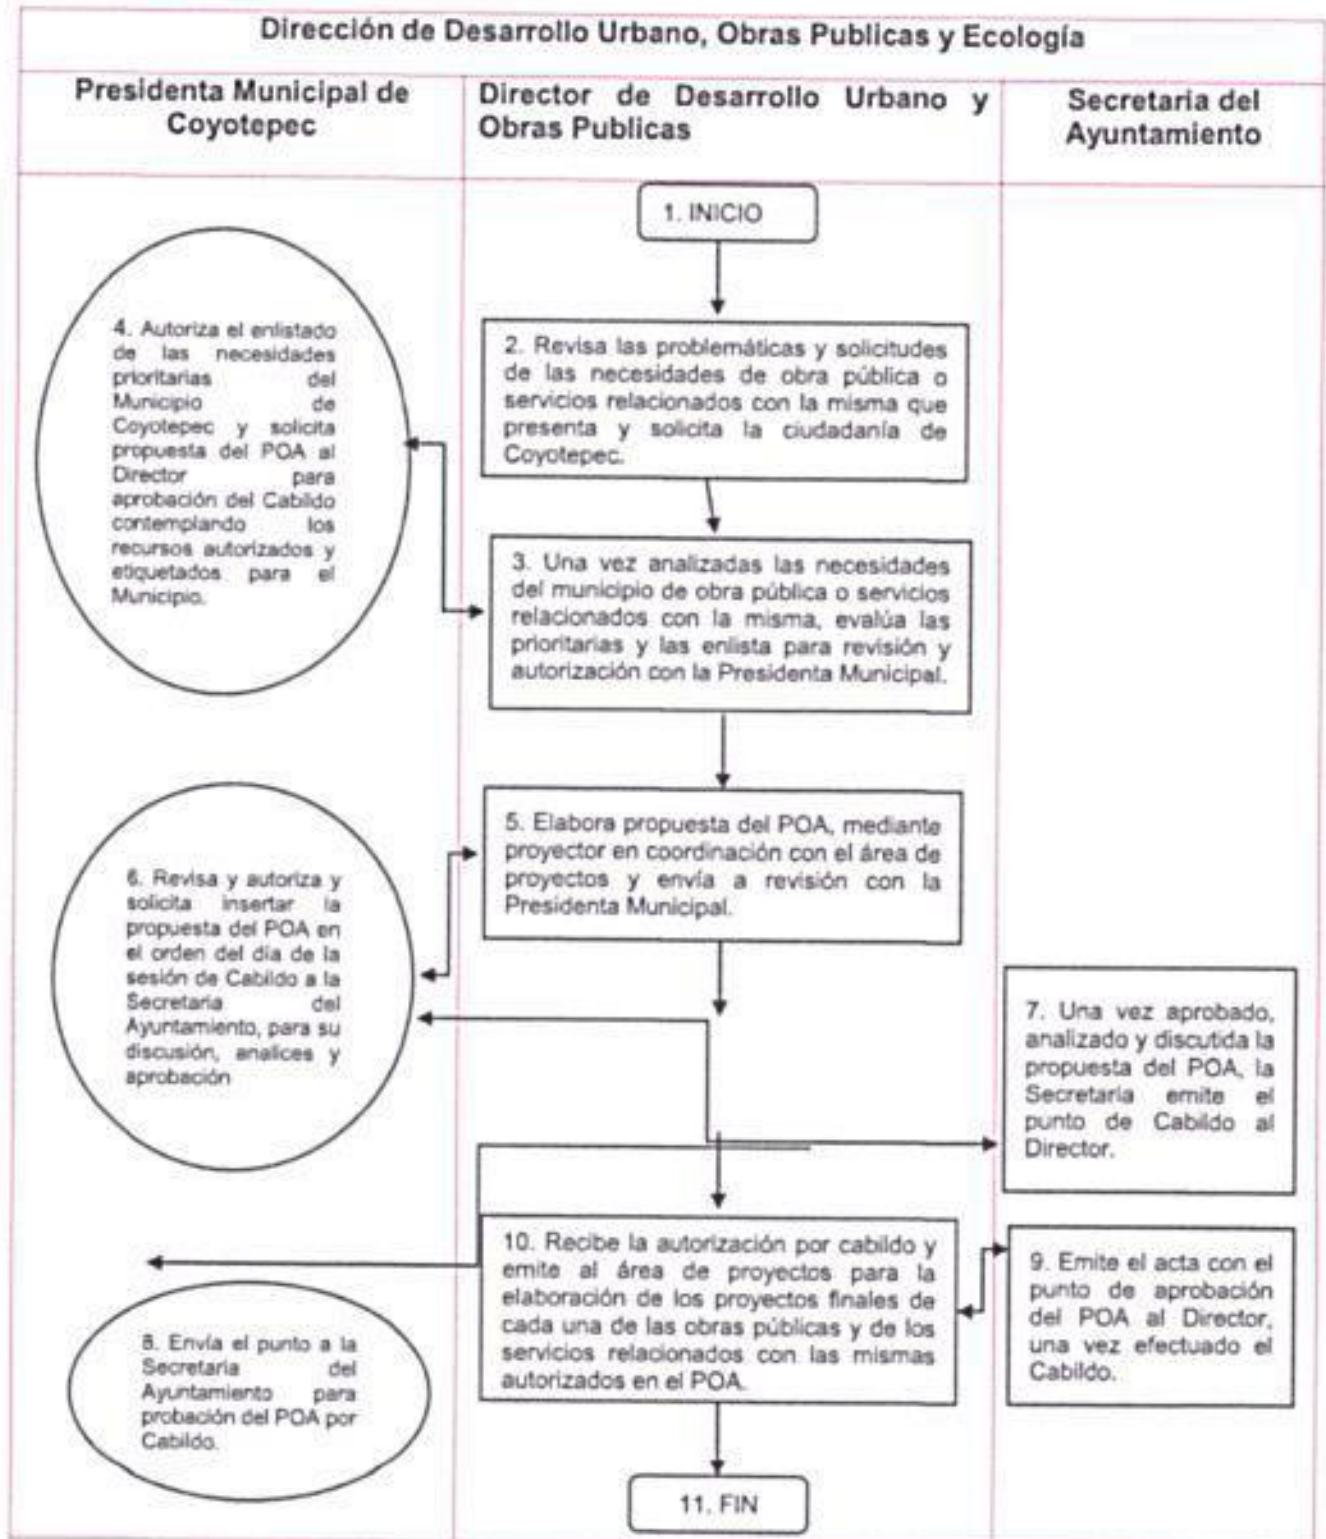 Dirección de Desarrollo Urbano, Obras Publicas y Ecología
Presidenta Municipal de
Coyotepec
Director de Desarrollo Urbano y
Obras Publicas
Secretaria del
Ayuntamiento
1. INICIO
2. Revisa las problemáticas y solicitudes
de las necesidades de obra pública o
servicios relacionados con la misma que
presenta y solicita la ciudadanía de
Coyotepec.
3. Una vez analizadas las necesidades
del municipio de obra pública o servicios
relacionados con la misma, evalúa las
prioritarias y las enlista para revisión y
autorización con la Presidenta Municipal.
4. Autoriza el enlistado
de las necesidades
prioritarias del
Municipio de
Coyotepec y solicita
propuesta del POA al
Director para
aprobación del Cabildo
contemplando los
recursos autorizados y
etiquetados para el
Municipio.
5. Elabora propuesta del POA, mediante
proyector en coordinación con el área de
proyectos y envía a revisión con la
Presidenta Municipal.
6. Revisa y autoriza y
solicita insertar la
propuesta del POA en
el orden del día de la
sesión de Cabildo a la
Secretaria del
Ayuntamiento, para su
discusión, analices y
aprobación
7. Una vez aprobado,
analizado y discutida la
propuesta del POA, la
Secretaria emite el
punto de Cabildo al
Director.
8. Envía el punto a la
Secretaria del
Ayuntamiento para
probación del POA por
Cabildo.
9. Emite el acta con el
punto de aprobación
del POA al Director,
una vez efectuado el
Cabildo.
10. Recibe la autorización por cabildo y
emite al área de proyectos para la
elaboración de los proyectos finales de
cada una de las obras públicas y de los
servicios relacionados con las mismas
autorizados en el POA.
11. FIN